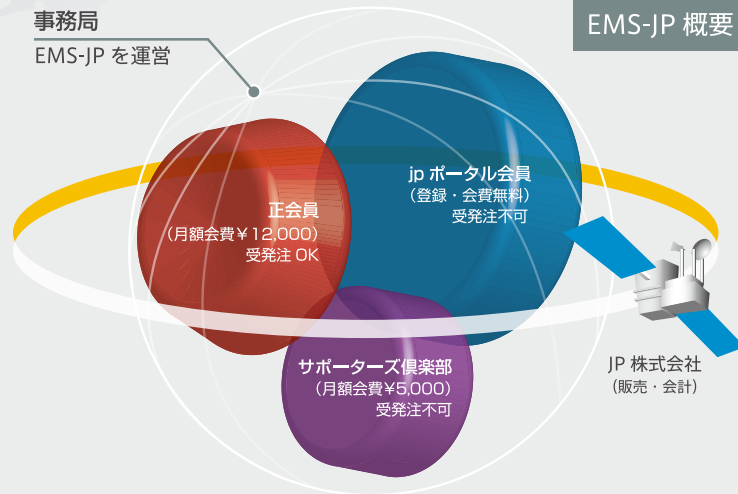 事務局
EMS-JP を運営
EMS-JP 概要
jp ポータル会員
（登録・会費無料）
受発注不可
正会員
（月額会費￥12,000）
受発注 OK
サポーターズ倶楽部
（月額会費¥5,000）
受発注不可
JP 株式会社
（販売・会計）